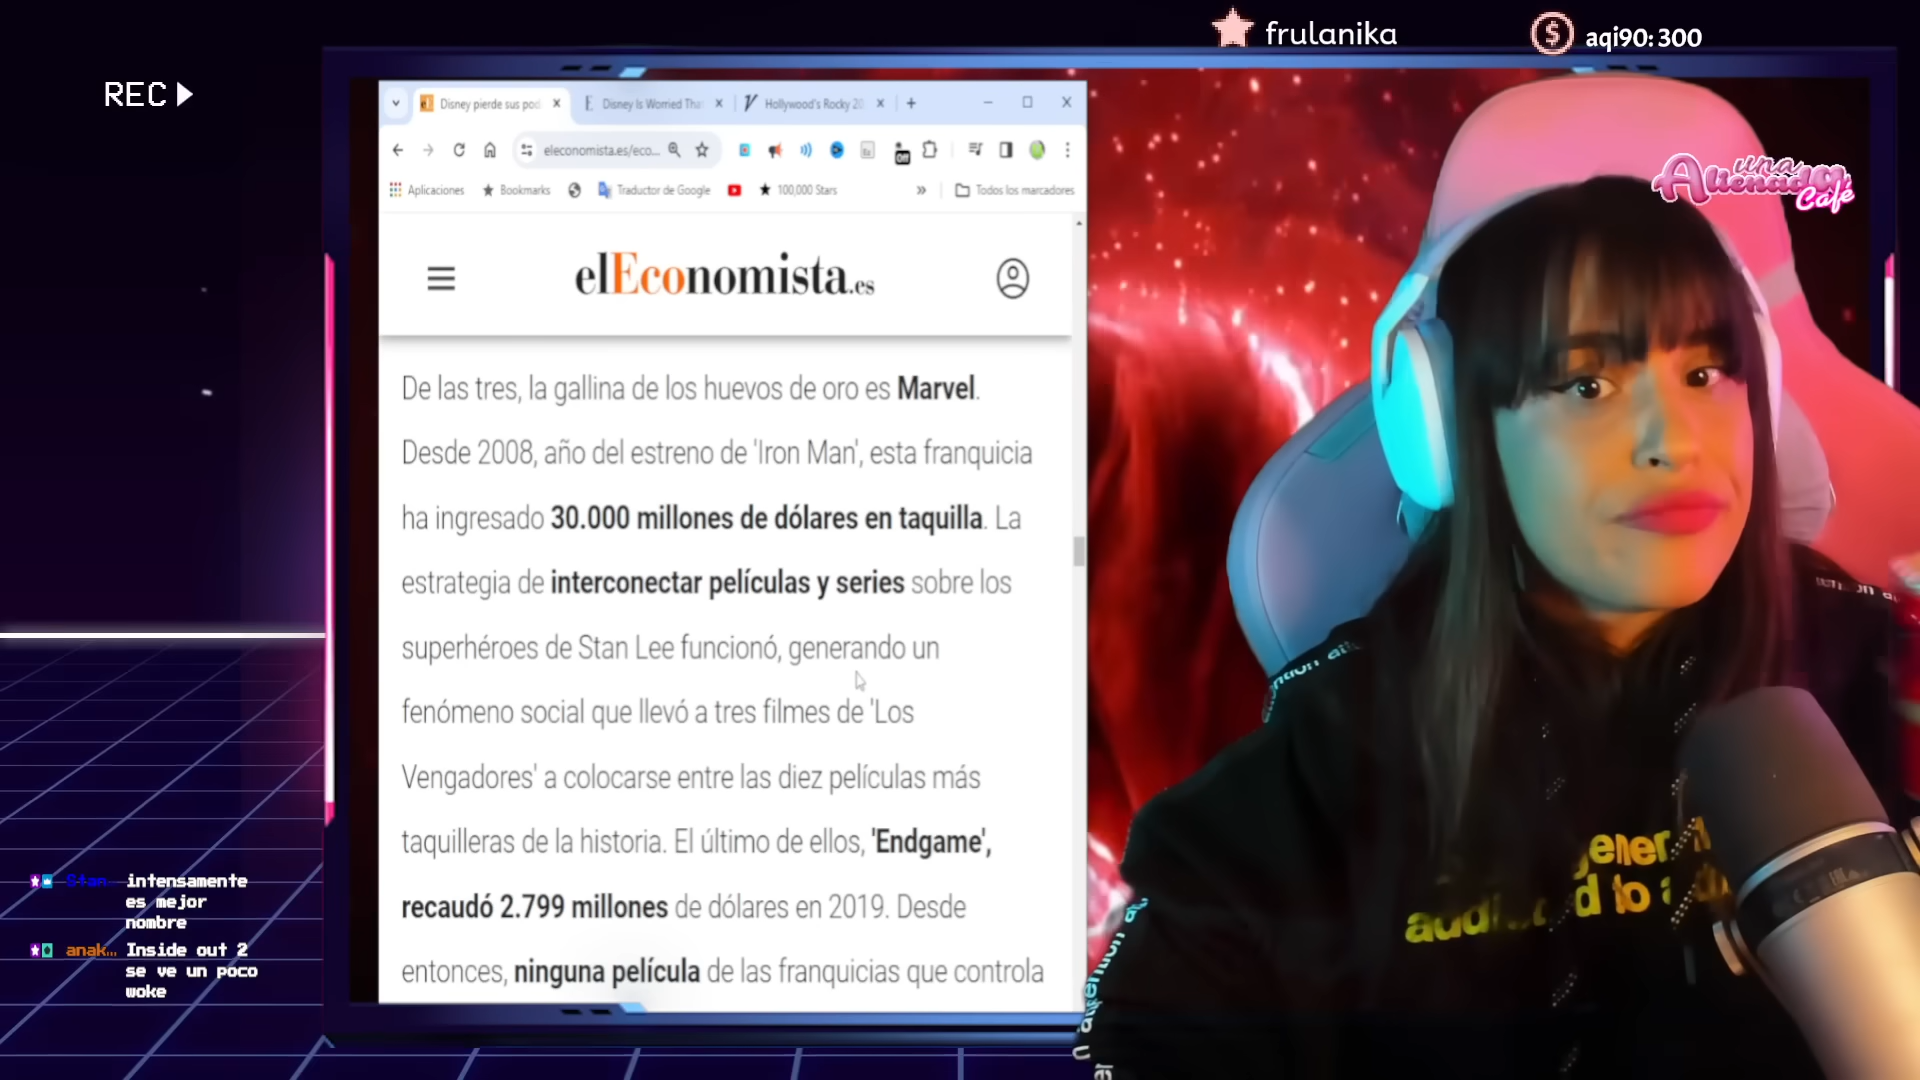 REC
frulanika
aqi90: 300
una
Alienada
Café
Disney pierde sus pod
Disney Is Worried Tha
Hollywood's Rocky 20
eleconomista.es/eco...
Off
Aplicaciones
Bookmarks
Traductor de Google
100,000 Stars
»
Todos los marcadores
elEconomista.es
De las tres, la gallina de los huevos de oro es Marvel.
Desde 2008, año del estreno de 'Iron Man', esta franquicia
ha ingresado 30.000 millones de dólares en taquilla. La
estrategia de interconectar películas y series sobre los
superhéroes de Stan Lee funcionó, generando un
fenómeno social que llevó a tres filmes de 'Los
Vengadores' a colocarse entre las diez películas más
taquilleras de la historia. El último de ellos, 'Endgame',
recaudó 2.799 millones de dólares en 2019. Desde
entonces, ninguna película de las franquicias que controla
Stan... intensamente
es mejor
nombre
anak... Inside out 2
se ve un poco
woke
to